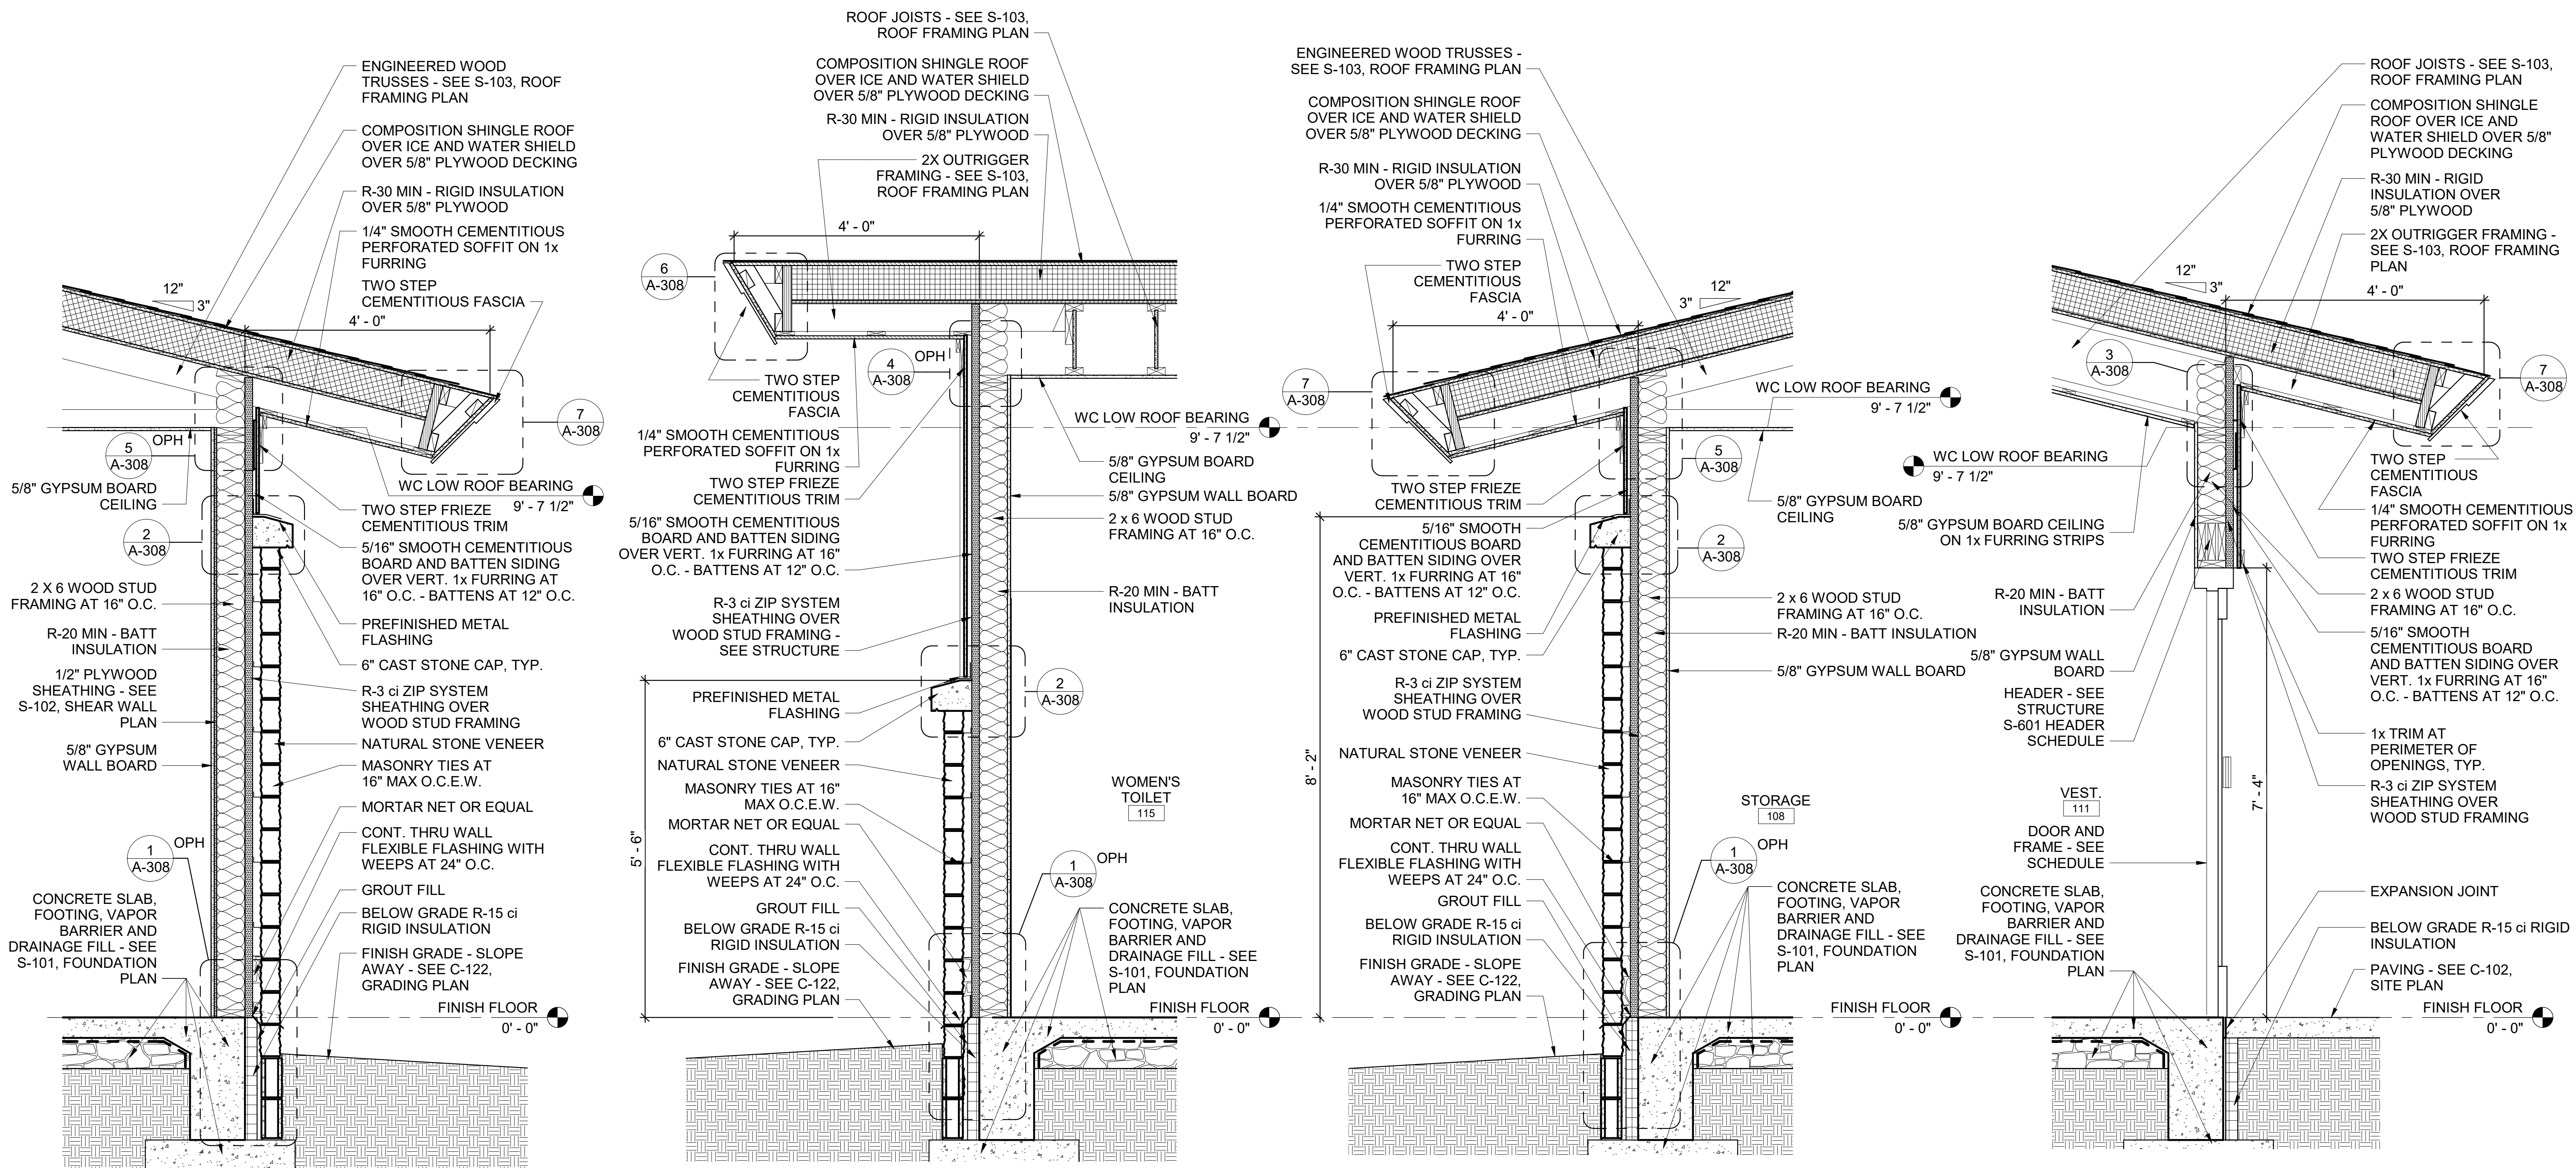 ENGINEERED WOOD
TRUSSES - SEE S-103, ROOF
FRAMING PLAN
COMPOSITION SHINGLE ROOF
OVER ICE AND WATER SHIELD
OVER 5/8" PLYWOOD DECKING
R-30 MIN - RIGID INSULATION
OVER 5/8" PLYWOOD
1/4" SMOOTH CEMENTITIOUS
PERFORATED SOFFIT ON 1x
FURRING
TWO STEP
CEMENTITIOUS FASCIA
12"
3"
4' - 0"
7
A-308
5
A-308
OPH
5/8" GYPSUM BOARD
CEILING
WC LOW ROOF BEARING
9' - 7 1/2"
2
A-308
TWO STEP FRIEZE
CEMENTITIOUS TRIM
5/16" SMOOTH CEMENTITIOUS
BOARD AND BATTEN SIDING
OVER VERT. 1x FURRING AT
16" O.C. - BATTENS AT 12" O.C.
2 X 6 WOOD STUD
FRAMING AT 16" O.C.
R-20 MIN - BATT
INSULATION
1/2" PLYWOOD
SHEATHING - SEE
S-102, SHEAR WALL
PLAN
5/8" GYPSUM
WALL BOARD
PREFINISHED METAL
FLASHING
6" CAST STONE CAP, TYP.
R-3 ci ZIP SYSTEM
SHEATHING OVER
WOOD STUD FRAMING
NATURAL STONE VENEER
MASONRY TIES AT
16" MAX O.C.E.W.
MORTAR NET OR EQUAL
CONT. THRU WALL
FLEXIBLE FLASHING WITH
WEEPS AT 24" O.C.
GROUT FILL
BELOW GRADE R-15 ci
RIGID INSULATION
FINISH GRADE - SLOPE
AWAY - SEE C-122,
GRADING PLAN
1
A-308
OPH
CONCRETE SLAB,
FOOTING, VAPOR
BARRIER AND
DRAINAGE FILL - SEE
S-101, FOUNDATION
PLAN
FINISH FLOOR
0' - 0"
ROOF JOISTS - SEE S-103,
ROOF FRAMING PLAN
COMPOSITION SHINGLE ROOF
OVER ICE AND WATER SHIELD
OVER 5/8" PLYWOOD DECKING
R-30 MIN - RIGID INSULATION
OVER 5/8" PLYWOOD
2X OUTRIGGER
FRAMING - SEE S-103,
ROOF FRAMING PLAN
4' - 0"
6
A-308
4
A-308
OPH
TWO STEP
CEMENTITIOUS
FASCIA
1/4" SMOOTH CEMENTITIOUS
PERFORATED SOFFIT ON 1x
FURRING
TWO STEP FRIEZE
CEMENTITIOUS TRIM
5/16" SMOOTH CEMENTITIOUS
BOARD AND BATTEN SIDING
OVER VERT. 1x FURRING AT 16"
O.C. - BATTENS AT 12" O.C.
R-3 ci ZIP SYSTEM
SHEATHING OVER
WOOD STUD FRAMING -
SEE STRUCTURE
PREFINISHED METAL
FLASHING
6" CAST STONE CAP, TYP.
NATURAL STONE VENEER
MASONRY TIES AT 16"
MAX O.C.E.W.
MORTAR NET OR EQUAL
CONT. THRU WALL
FLEXIBLE FLASHING WITH
WEEPS AT 24" O.C.
GROUT FILL
BELOW GRADE R-15 ci
RIGID INSULATION
FINISH GRADE - SLOPE
AWAY - SEE C-122,
GRADING PLAN
5' - 6"
WC LOW ROOF BEARING
9' - 7 1/2"
5/8" GYPSUM BOARD
CEILING
5/8" GYPSUM WALL BOARD
2 x 6 WOOD STUD
FRAMING AT 16" O.C.
R-20 MIN - BATT
INSULATION
2
A-308
WOMEN'S
TOILET
115
1
A-308
OPH
CONCRETE SLAB,
FOOTING, VAPOR
BARRIER AND
DRAINAGE FILL - SEE
S-101, FOUNDATION
PLAN
FINISH FLOOR
0' - 0"
ENGINEERED WOOD TRUSSES -
SEE S-103, ROOF FRAMING PLAN
COMPOSITION SHINGLE ROOF
OVER ICE AND WATER SHIELD
OVER 5/8" PLYWOOD DECKING
R-30 MIN - RIGID INSULATION
OVER 5/8" PLYWOOD
1/4" SMOOTH CEMENTITIOUS
PERFORATED SOFFIT ON 1x
FURRING
TWO STEP
CEMENTITIOUS
FASCIA
12"
3"
4' - 0"
7
A-308
WC LOW ROOF BEARING
9' - 7 1/2"
5
A-308
TWO STEP FRIEZE
CEMENTITIOUS TRIM
5/8" GYPSUM BOARD
CEILING
5/16" SMOOTH
CEMENTITIOUS BOARD
AND BATTEN SIDING OVER
VERT. 1x FURRING AT 16"
O.C. - BATTENS AT 12" O.C.
2
A-308
PREFINISHED METAL
FLASHING
6" CAST STONE CAP, TYP.
R-3 ci ZIP SYSTEM
SHEATHING OVER
WOOD STUD FRAMING
NATURAL STONE VENEER
MASONRY TIES AT
16" MAX O.C.E.W.
MORTAR NET OR EQUAL
CONT. THRU WALL
FLEXIBLE FLASHING WITH
WEEPS AT 24" O.C.
GROUT FILL
BELOW GRADE R-15 ci
RIGID INSULATION
FINISH GRADE - SLOPE
AWAY - SEE C-122,
GRADING PLAN
8' - 2"
2 x 6 WOOD STUD
FRAMING AT 16" O.C.
R-20 MIN - BATT INSULATION
5/8" GYPSUM WALL BOARD
STORAGE
108
1
A-308
OPH
CONCRETE SLAB,
FOOTING, VAPOR
BARRIER AND
DRAINAGE FILL - SEE
S-101, FOUNDATION
PLAN
FINISH FLOOR
0' - 0"
ROOF JOISTS - SEE S-103,
ROOF FRAMING PLAN
COMPOSITION SHINGLE
ROOF OVER ICE AND
WATER SHIELD OVER 5/8"
PLYWOOD DECKING
R-30 MIN - RIGID
INSULATION OVER
5/8" PLYWOOD
2X OUTRIGGER FRAMING -
SEE S-103, ROOF FRAMING
PLAN
12"
3"
4' - 0"
3
A-308
7
A-308
WC LOW ROOF BEARING
9' - 7 1/2"
5/8" GYPSUM BOARD CEILING
ON 1x FURRING STRIPS
R-20 MIN - BATT
INSULATION
5/8" GYPSUM WALL
BOARD
HEADER - SEE
STRUCTURE
S-601 HEADER
SCHEDULE
VEST.
111
DOOR AND
FRAME - SEE
SCHEDULE
CONCRETE SLAB,
FOOTING, VAPOR
BARRIER AND
DRAINAGE FILL - SEE
S-101, FOUNDATION
PLAN
7' - 4"
TWO STEP
CEMENTITIOUS
FASCIA
1/4" SMOOTH CEMENTITIOUS
PERFORATED SOFFIT ON 1x
FURRING
TWO STEP FRIEZE
CEMENTITIOUS TRIM
2 x 6 WOOD STUD
FRAMING AT 16" O.C.
5/16" SMOOTH
CEMENTITIOUS BOARD
AND BATTEN SIDING OVER
VERT. 1x FURRING AT 16"
O.C. - BATTENS AT 12" O.C.
1x TRIM AT
PERIMETER OF
OPENINGS, TYP.
R-3 ci ZIP SYSTEM
SHEATHING OVER
WOOD STUD FRAMING
EXPANSION JOINT
BELOW GRADE R-15 ci RIGID
INSULATION
PAVING - SEE C-102,
SITE PLAN
FINISH FLOOR
0' - 0"